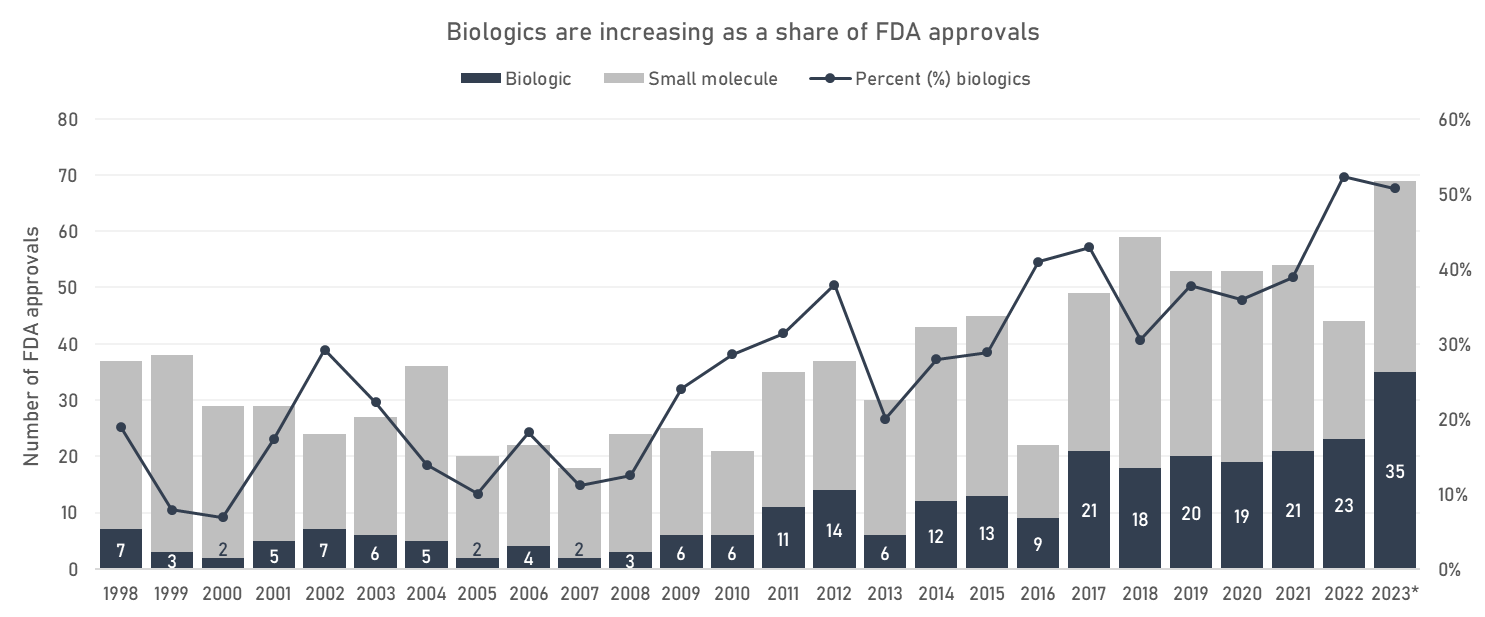 Biologics are increasing as a share of FDA approvals
Biologic Small molecule Percent (%) biologics
Number of FDA approvals
80 60%
70
50%
60
40%
50
40 30%
30
20%
20
10%
10
0 0%
7 3 2 5 7 6 5 2 4 2 3 6 6 11 14 6 12 13 9 21 18 20 19 21 23 35
1998 1999 2000 2001 2002 2003 2004 2005 2006 2007 2008 2009 2010 2011 2012 2013 2014 2015 2016 2017 2018 2019 2020 2021 2022 2023*